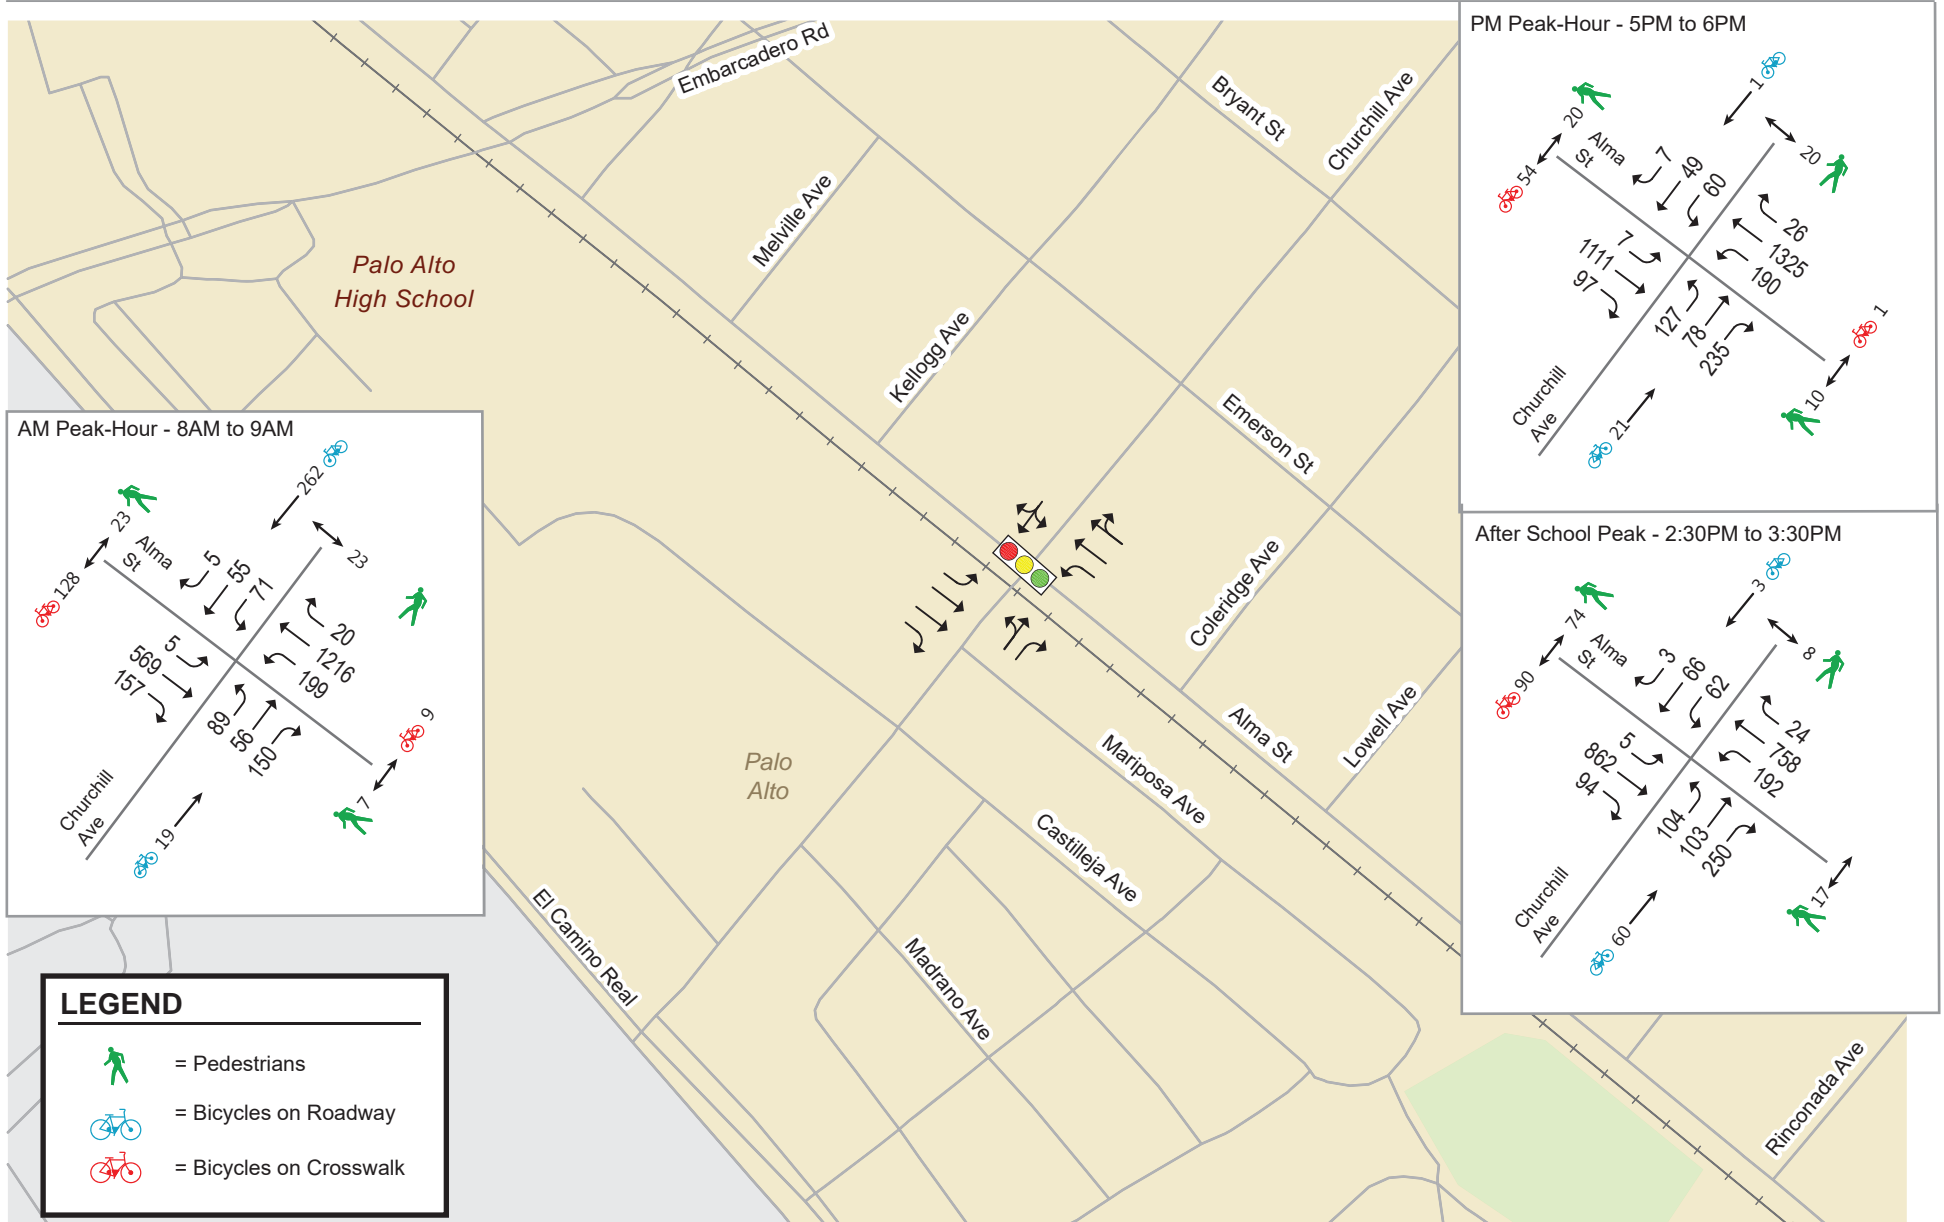 PM Peak-Hour - 5PM to 6PM
1
20
20
Alma
St
54
7
49
60
7
1111
97
26
1325
190
127
78
235
1
10
Churchill
Ave
21
Embarcadero Rd
Bryant St
Churchill Ave
Melville Ave
Palo Alto
High School
Kellogg Ave
Emerson St
Coleridge Ave
Alma St
Lowell Ave
Mariposa Ave
Palo
Alto
Castilleja Ave
El Camino Real
Madrano Ave
Rinconada Ave
AM Peak-Hour - 8AM to 9AM
262
23
23
Alma
St
128
5
55
71
5
569
157
20
1216
199
89
56
150
9
7
Churchill
Ave
19
After School Peak - 2:30PM to 3:30PM
3
8
74
Alma
St
90
3
66
62
5
862
94
24
758
192
104
103
250
17
Churchill
Ave
60
LEGEND
= Pedestrians
= Bicycles on Roadway
= Bicycles on Crosswalk